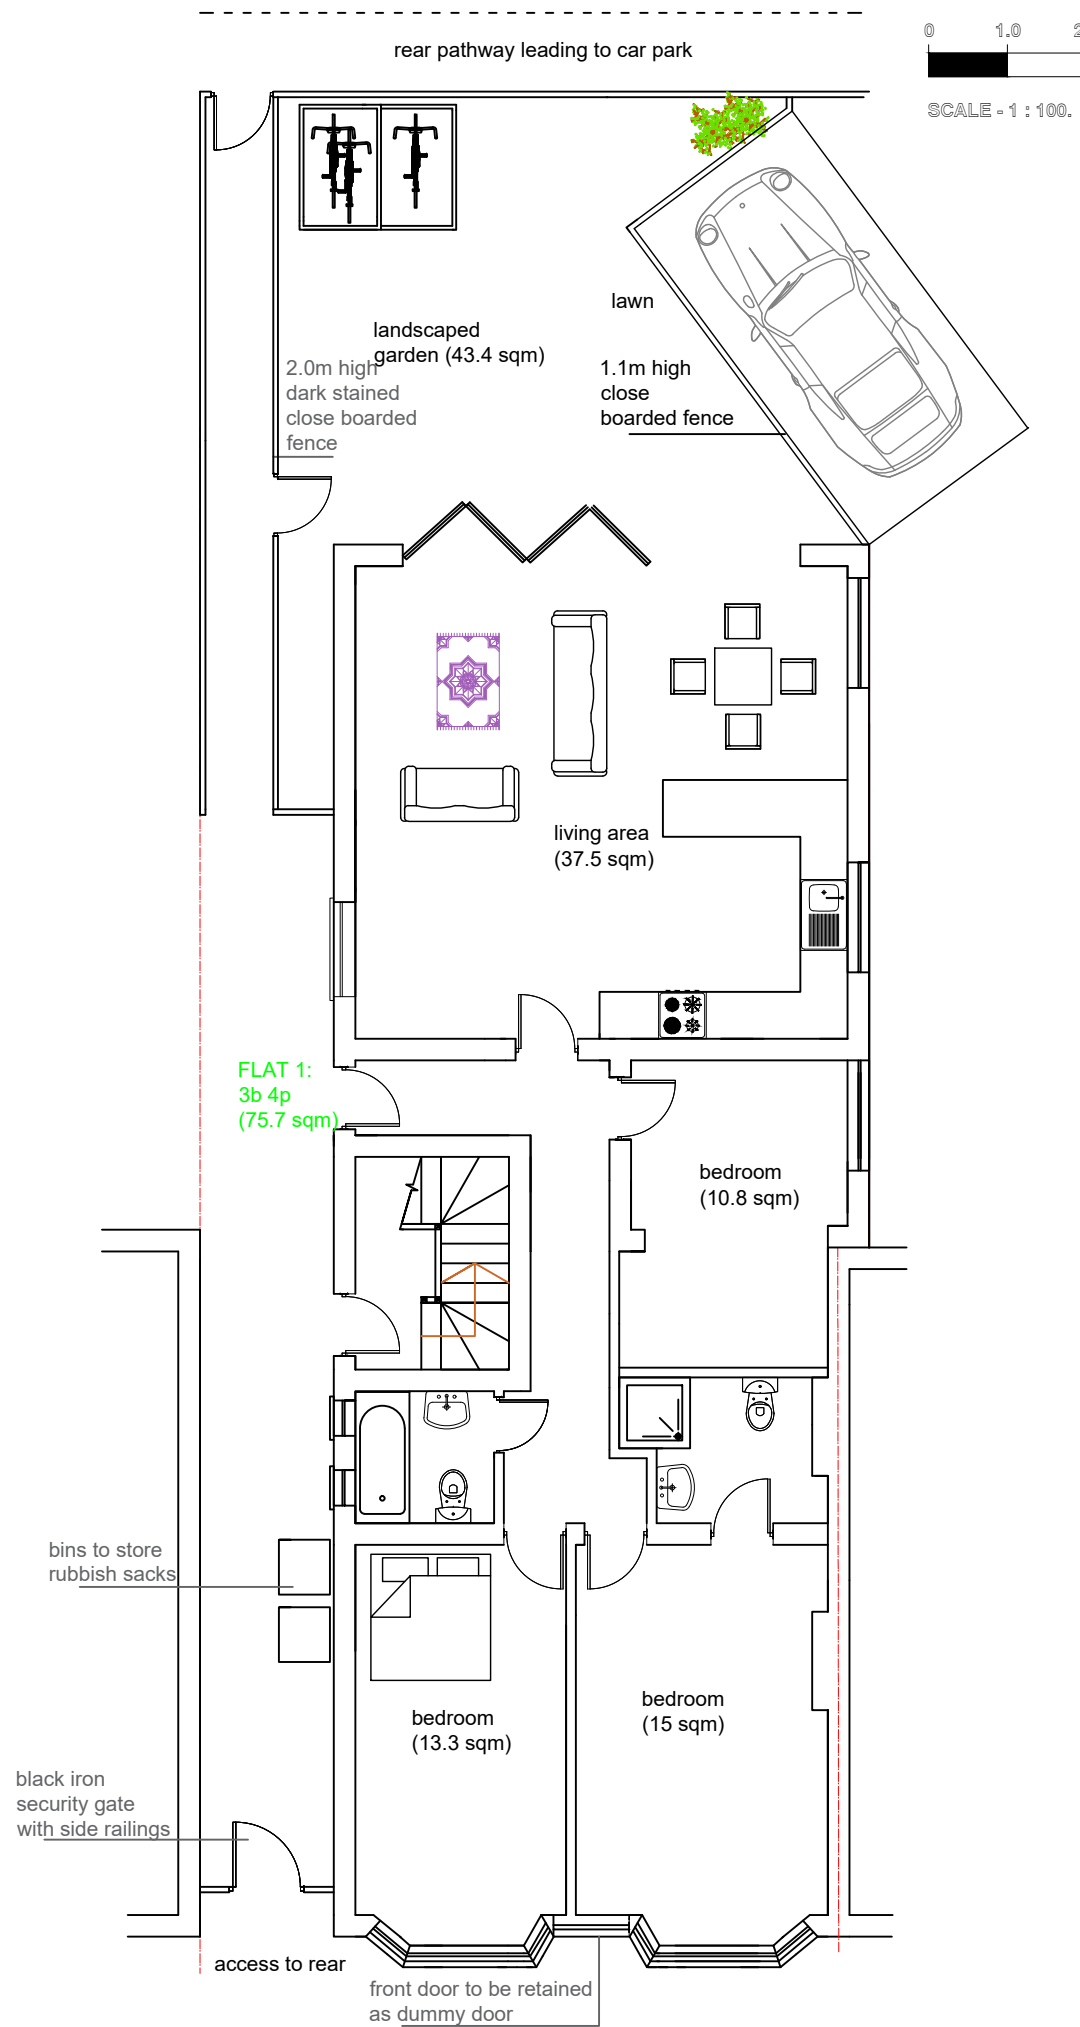 rear pathway leading to car park
0 1.0
SCALE - 1 : 100.
lawn
landscaped
garden (43.4 sqm)
2.0m high
dark stained
close boarded
fence
1.1m high
close
boarded fence
living area
(37.5 sqm)
FLAT 1:
3b 4p
(75.7 sqm)
bedroom
(10.8 sqm)
bins to store
rubbish sacks
bedroom
(13.3 sqm)
bedroom
(15 sqm)
black iron
security gate
with side railings
access to rear
front door to be retained
as dummy door